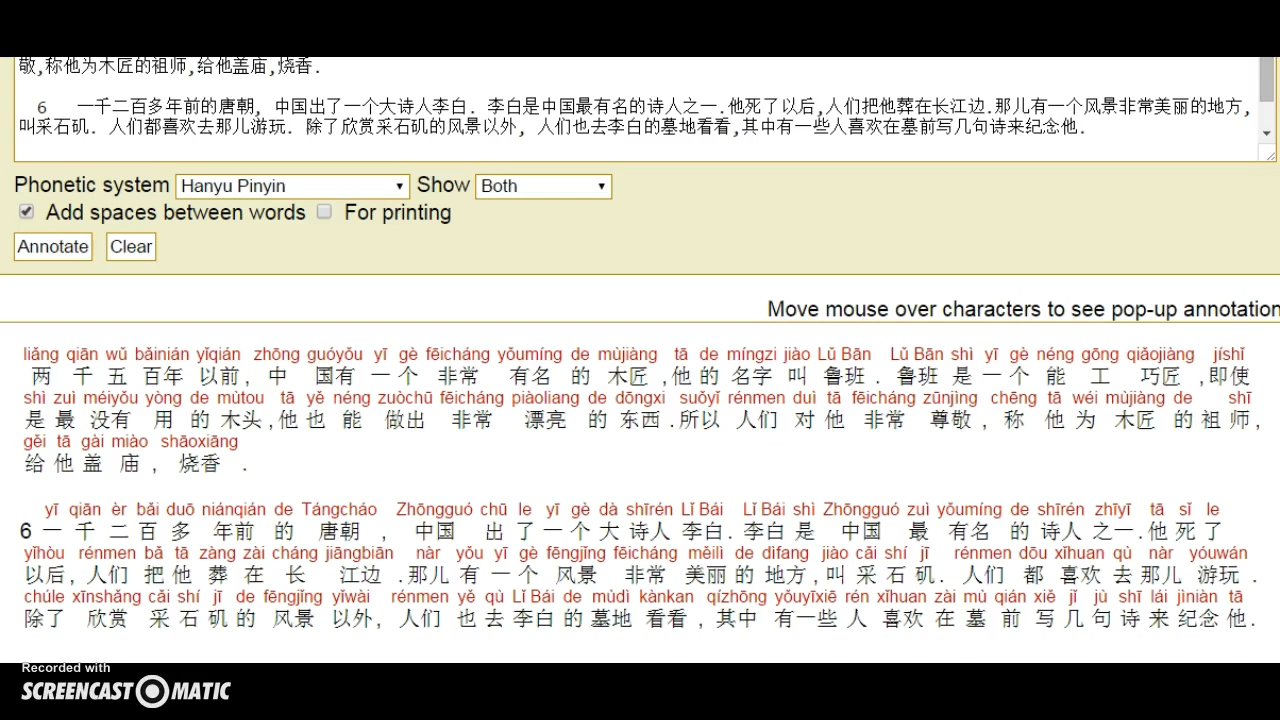 敬,称他为木匠的祖师,给他盖庙,烧香.
6 一千二百多年前的唐朝, 中国出了一个大诗人李白. 李白是中国最有名的诗人之一.他死了以后,人们把他葬在长江边.那儿有一个风景非常美丽的地方,
叫采石矶. 人们都喜欢去那儿游玩. 除了欣赏采石矶的风景以外, 人们也去李白的墓地看看,其中有一些人喜欢在墓前写几句诗来纪念他.
Phonetic system Hanyu Pinyin Show Both
Add spaces between words For printing
Annotate Clear
Move mouse over characters to see pop-up annotation
liǎng qiān wǔ bǎinián yǐqián zhōng guóyǒu yī gè fēicháng yǒumíng de mùjiàng tā de míngzi jiào Lǔ Bān Lǔ Bān shì yī gè néng gōng qiǎojiàng jíshǐ
两 千 五 百年 以前, 中 国有 一 个 非常 有名 的 木匠 ,他 的 名字 叫 鲁班 . 鲁班 是 一 个 能 工 巧匠 ,即使
shì zuì méiyǒu yòng de mùtou tā yě néng zuòchū fēicháng piàoliang de dōngxi suǒyǐ rénmen duì tā fēicháng zūnjìng chēng tā wéi mùjiàng de shī
是 最 没有 用 的 木头 ,他 也 能 做出 非常 漂亮 的 东西 .所以 人们 对 他 非常 尊敬 , 称 他 为 木匠 的 祖 师,
gěi tā gài miào shāoxiāng
给 他 盖 庙 , 烧香 .
yī qiān èr bǎi duō niánqián de Tángcháo Zhōngguó chū le yī gè dà shīrén Lǐ Bái Lǐ Bái shì Zhōngguó zuì yǒumíng de shīrén zhīyī tā sǐ le
6 一 千 二 百 多 年前 的 唐朝 , 中国 出 了 一 个 大 诗人 李白. 李白 是 中国 最 有名 的 诗人 之一.他 死 了
yǐhòu rénmen bǎ tā zàng zài cháng jiāngbiān nàr yǒu yī gè fēngjǐng fēicháng měilì de dìfang jiào cǎi shí jī rénmen dōu xǐhuan qù nàr yóuwán
以后, 人们 把 他 葬 在 长 江边 .那儿 有 一 个 风景 非常 美丽 的 地方 ,叫 采 石 矶. 人们 都 喜欢 去 那儿 游玩 .
chúle xīnshǎng cǎi shí jī de fēngjǐng yǐwài rénmen yě qù Lǐ Bái de mùdì kànkan qízhōng yǒuyīxiē rén xǐhuan zài mù qián xiě jǐ jù shī lái jìniàn tā
除了 欣赏 采 石 矶 的 风景 以外, 人们 也 去 李白 的 墓地 看看 , 其中 有一些 人 喜欢 在 墓 前 写 几 句 诗 来 纪念 他.
Recorded with
SCREENCAST-O-MATIC